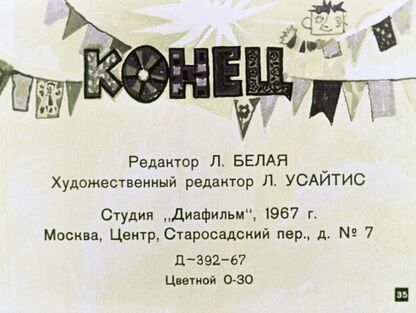 КОНЕЦ
Редактор Л. БЕЛАЯ
Художественный редактор Л. УСАЙТИС
Студия „Диафильм“, 1967 г.
Москва, Центр, Старосадский пер., д. № 7
Д-392-67
Цветной 0-30
35